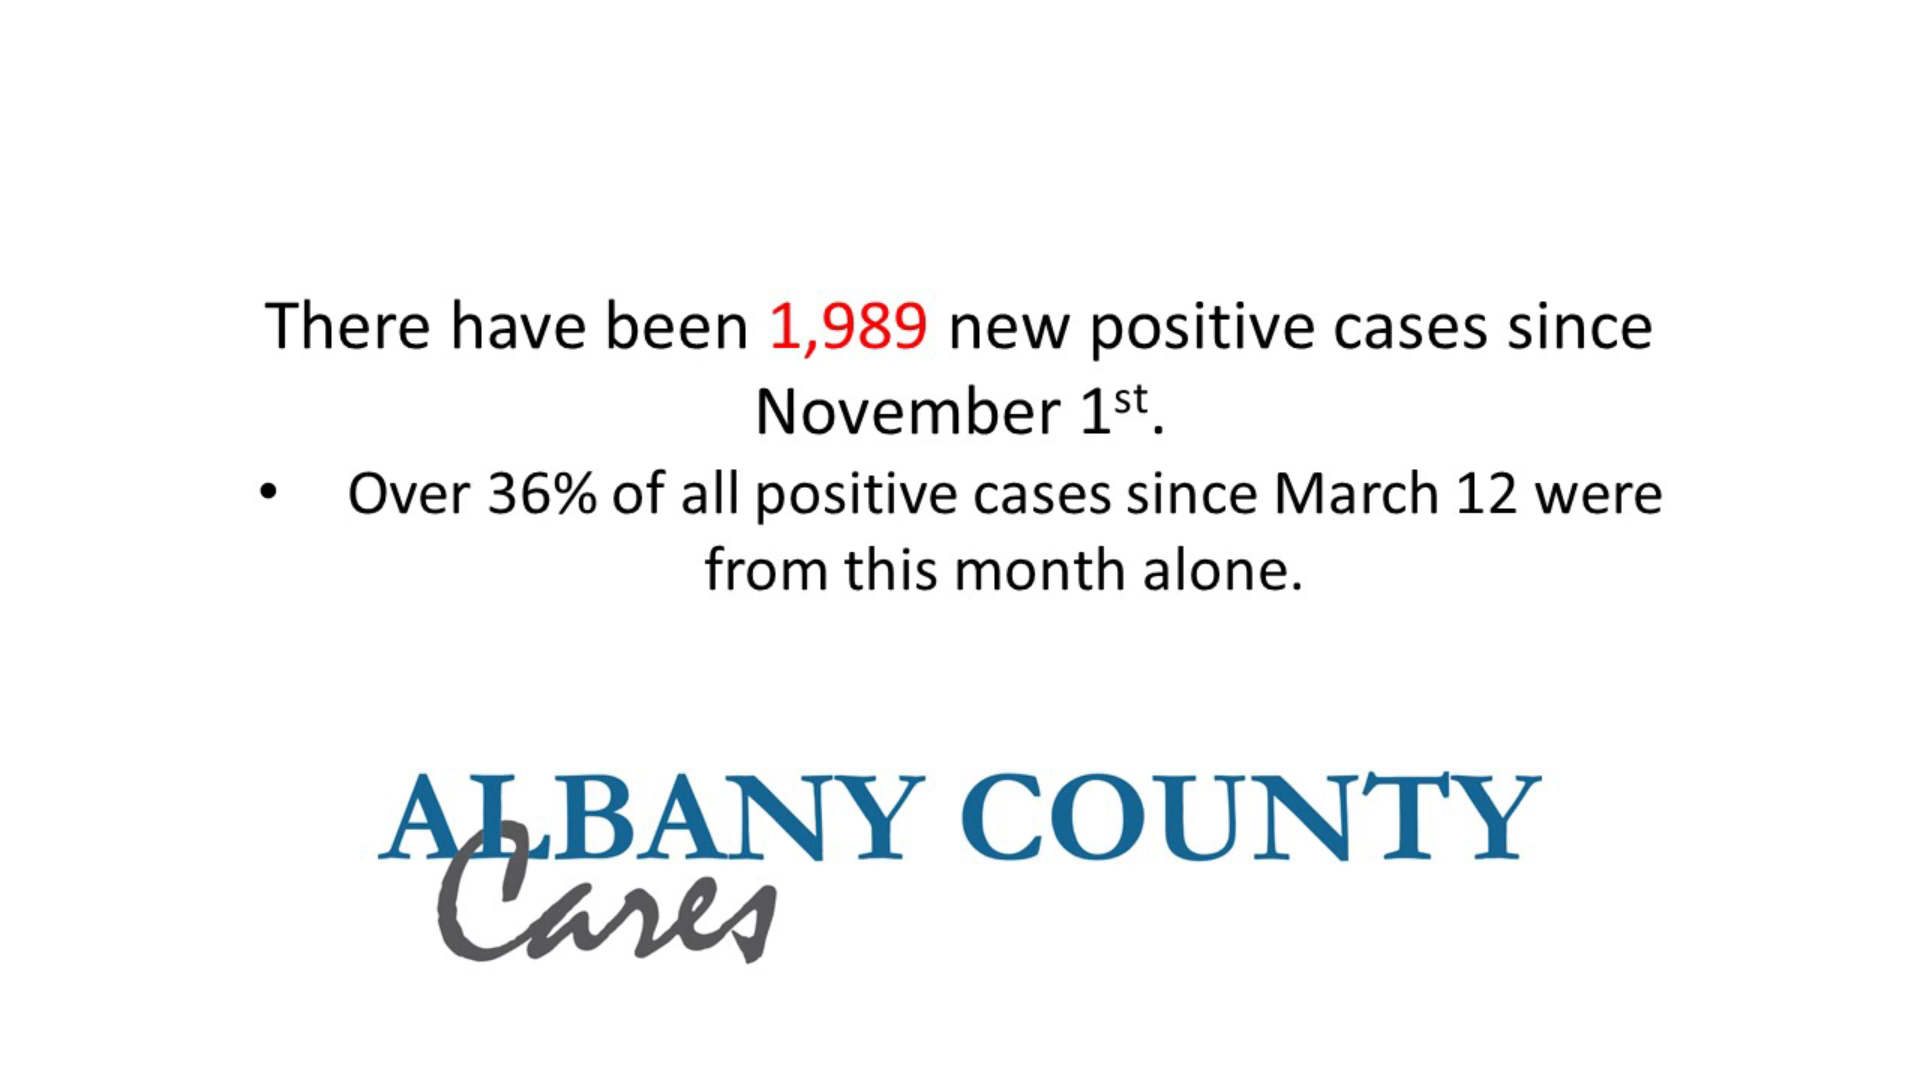 There have been 1,989 new positive cases since
November 1st.
• Over 36% of all positive cases since March 12 were
from this month alone.
ALBANY COUNTY
Cares